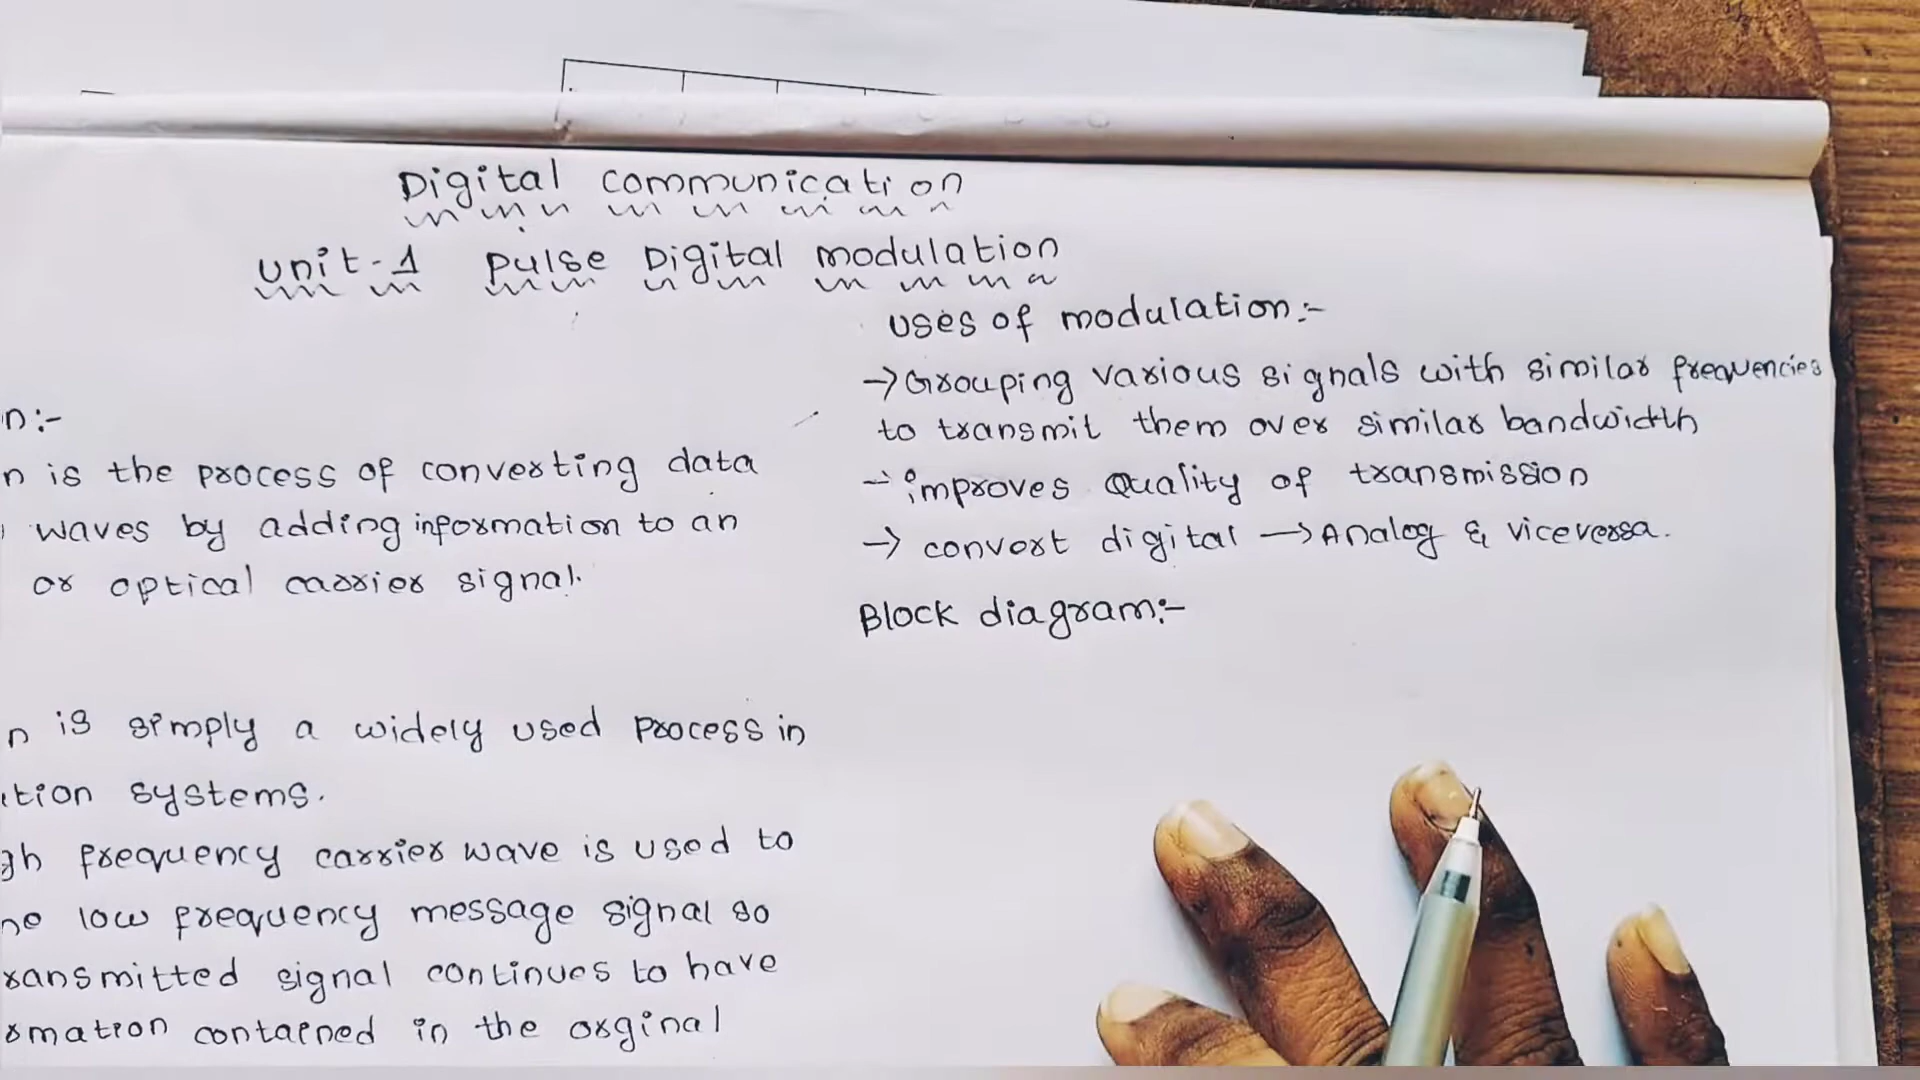 Digital communication
unit-1 pulse Digital modulation
n:-
n is the process of converting data
waves by adding information to an
or optical carrier signal.
n is simply a widely used process in
tion systems.
gh frequency carrier wave is used to
low frequency message signal so
ransmitted signal continues to have
rmation contained in the orginal
uses of modulation:-
→ Grouping various signals with similar frequencies
to transmit them over similar bandwidth
→ improves Quality of transmission
→ convert digital → Analog & viceversa.
Block diagram:-